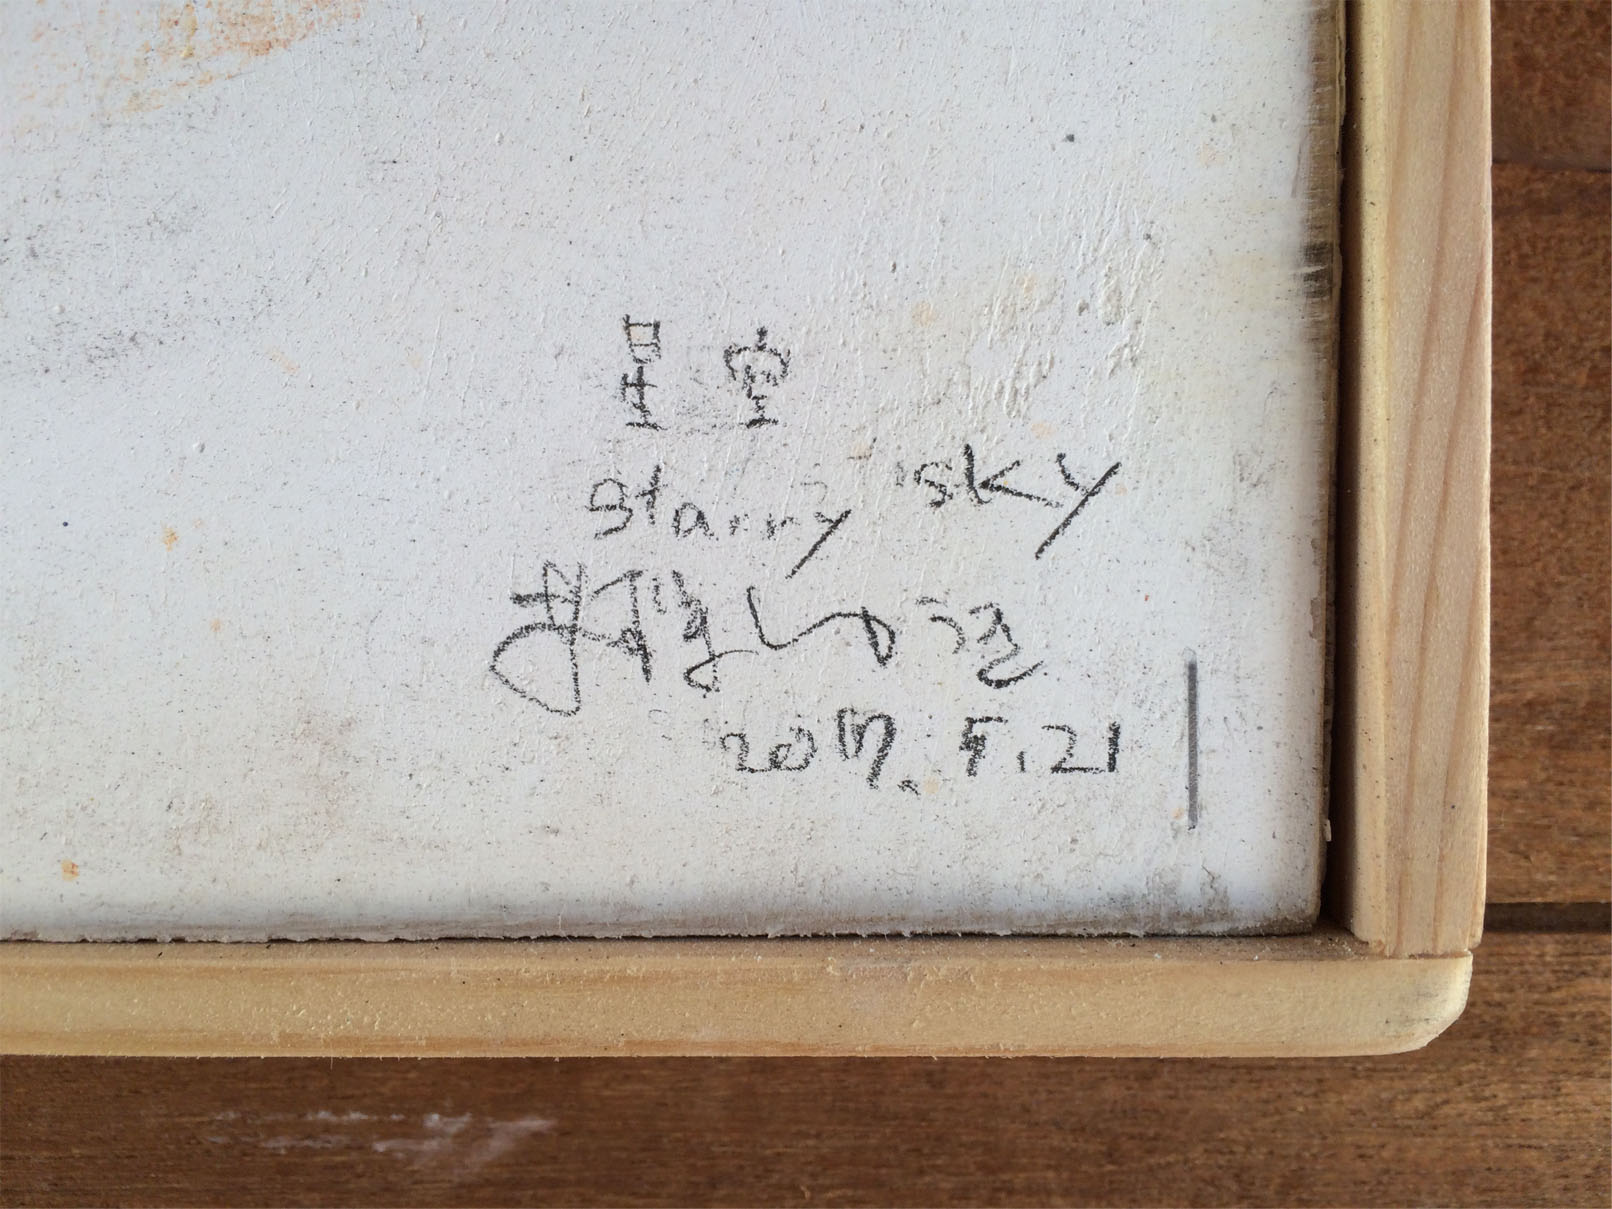 星空
starry sky
2017.5.21